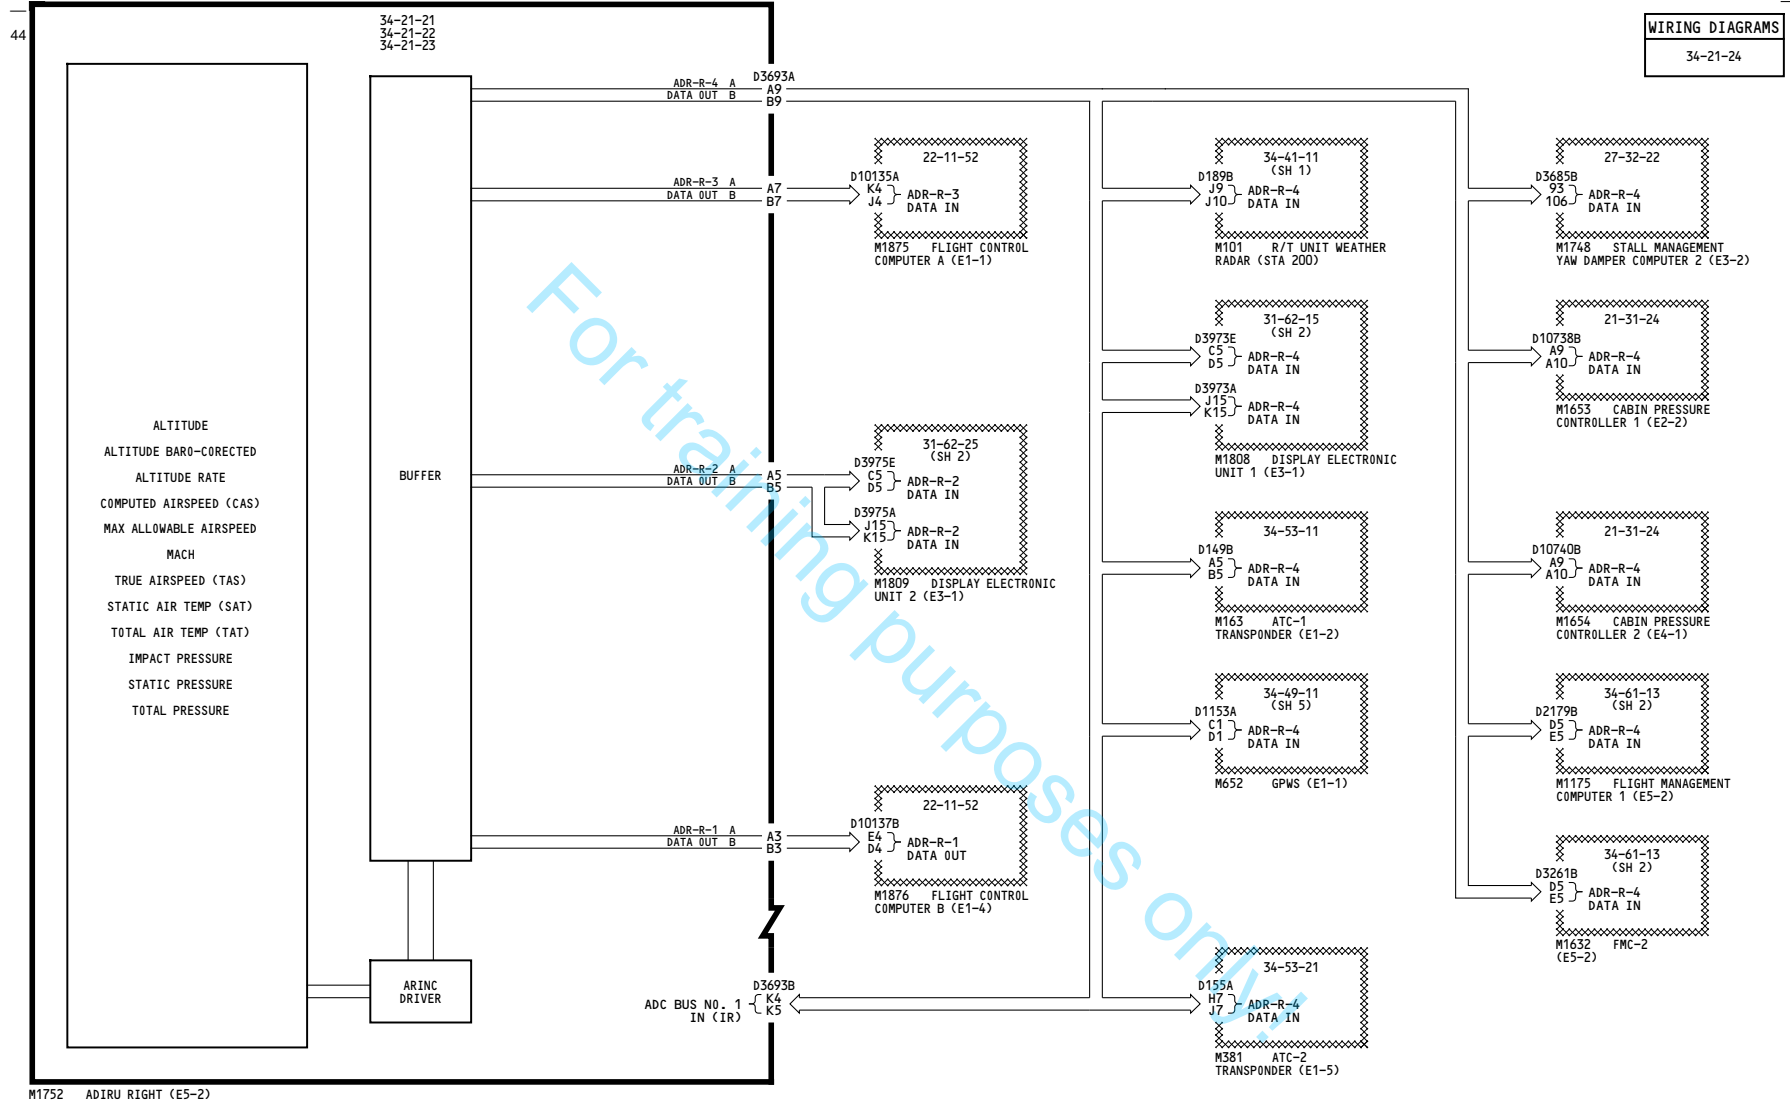 44
34-21-21
34-21-22
34-21-23
WIRING DIAGRAMS
34-21-24
ALTITUDE
ALTITUDE BARO-CORECTED
ALTITUDE RATE
COMPUTED AIRSPEED (CAS)
MAX ALLOWABLE AIRSPEED
MACH
TRUE AIRSPEED (TAS)
STATIC AIR TEMP (SAT)
TOTAL AIR TEMP (TAT)
IMPACT PRESSURE
STATIC PRESSURE
TOTAL PRESSURE
BUFFER
ARINC
DRIVER
M1752 ADIRU RIGHT (E5-2)
D3693A
ADR-R-4 A A9
DATA OUT B B9
ADR-R-3 A A7
DATA OUT B B7
ADR-R-2 A A5
DATA OUT B B5
ADR-R-1 A A3
DATA OUT B B3
D3693B
ADC BUS NO. 1 K4
IN (IR) K5
22-11-52
D10135A
K4
J4
ADR-R-3
DATA IN
M1875 FLIGHT CONTROL
COMPUTER A (E1-1)
31-62-25
(SH 2)
D3975E
C5
D5
ADR-R-2
DATA IN
D3975A
J15
K15
ADR-R-2
DATA IN
M1809 DISPLAY ELECTRONIC
UNIT 2 (E3-1)
22-11-52
D10137B
E4
D4
ADR-R-1
DATA OUT
M1876 FLIGHT CONTROL
COMPUTER B (E1-4)
34-41-11
(SH 1)
D189B
J9
J10
ADR-R-4
DATA IN
M101 R/T UNIT WEATHER
RADAR (STA 200)
31-62-15
(SH 2)
D3973E
C5
D5
ADR-R-4
DATA IN
D3973A
J15
K15
ADR-R-4
DATA IN
M1808 DISPLAY ELECTRONIC
UNIT 1 (E3-1)
34-53-11
D149B
A5
B5
ADR-R-4
DATA IN
M163 ATC-1
TRANSPONDER (E1-2)
34-49-11
(SH 5)
D1153A
C1
D1
ADR-R-4
DATA IN
M652 GPWS (E1-1)
34-53-21
D155A
H7
J7
ADR-R-4
DATA IN
M381 ATC-2
TRANSPONDER (E1-5)
27-32-22
D3685B
93
106
ADR-R-4
DATA IN
M1748 STALL MANAGEMENT
YAW DAMPER COMPUTER 2 (E3-2)
21-31-24
D10738B
A9
A10
ADR-R-4
DATA IN
M1653 CABIN PRESSURE
CONTROLLER 1 (E2-2)
21-31-24
D10740B
A9
A10
ADR-R-4
DATA IN
M1654 CABIN PRESSURE
CONTROLLER 2 (E4-1)
34-61-13
(SH 2)
D2179B
D5
E5
ADR-R-4
DATA IN
M1175 FLIGHT MANAGEMENT
COMPUTER 1 (E5-2)
34-61-13
(SH 2)
D3261B
D5
E5
ADR-R-4
DATA IN
M1632 FMC-2
(E5-2)
For training purposes only!